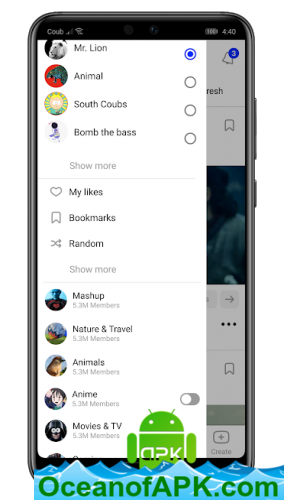 Coub
4:40
Mr. Lion
3
Animal
South Coubs
resh
Bomb the bass
Show more
My likes
Bookmarks
Random
Show more
Mashup
5.3M Members
Nature & Travel
5.3M Members
Animals
5.3M Members
Anime
5.3M Members
Movies & TV
5.3M Members
Create
APK
OceanofAPK.com